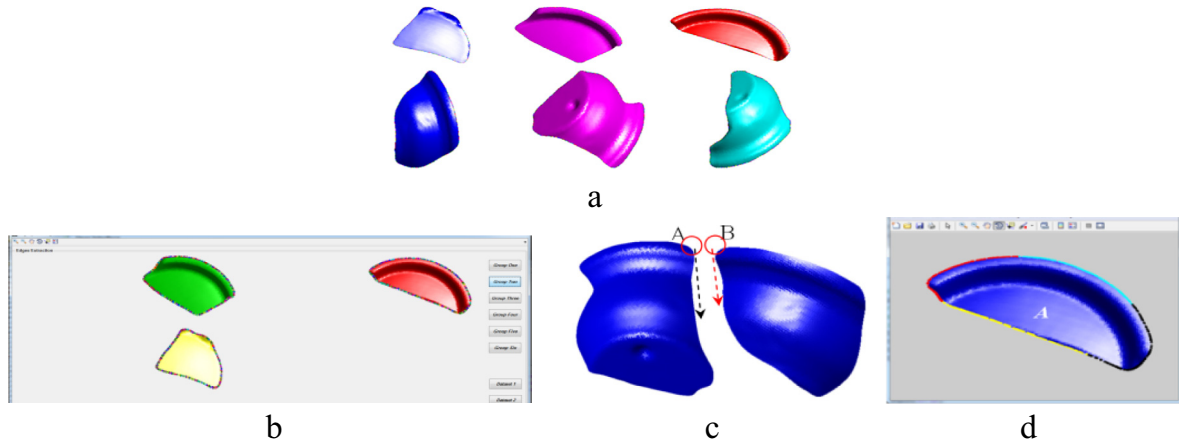 a
Edges Extraction
Group One
Group Two
Group Three
Group Four
Group Five
Group Six
Dataset 1
Dataset 2
A B
A
b c d